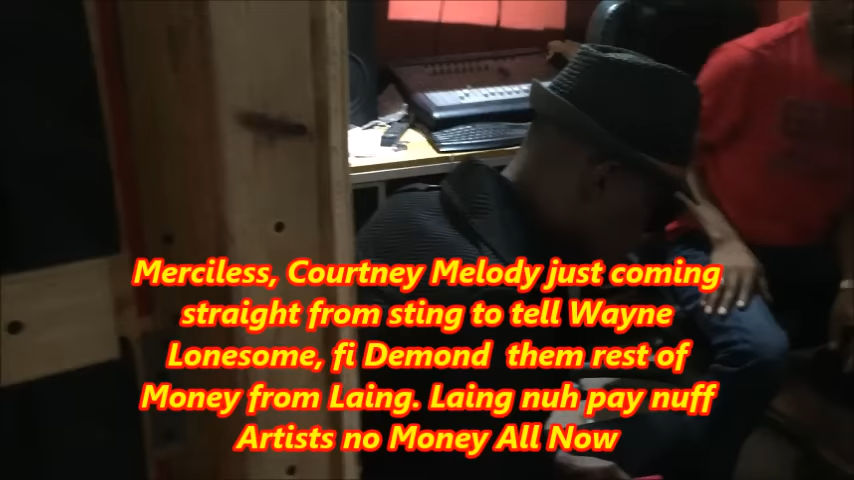 Merciless, Courtney Melody just coming
straight from sting to tell Wayne
Lonesome, fi Demond  them rest of
Money from Laing. Laing nuh pay nuff
Artists no Money All Now